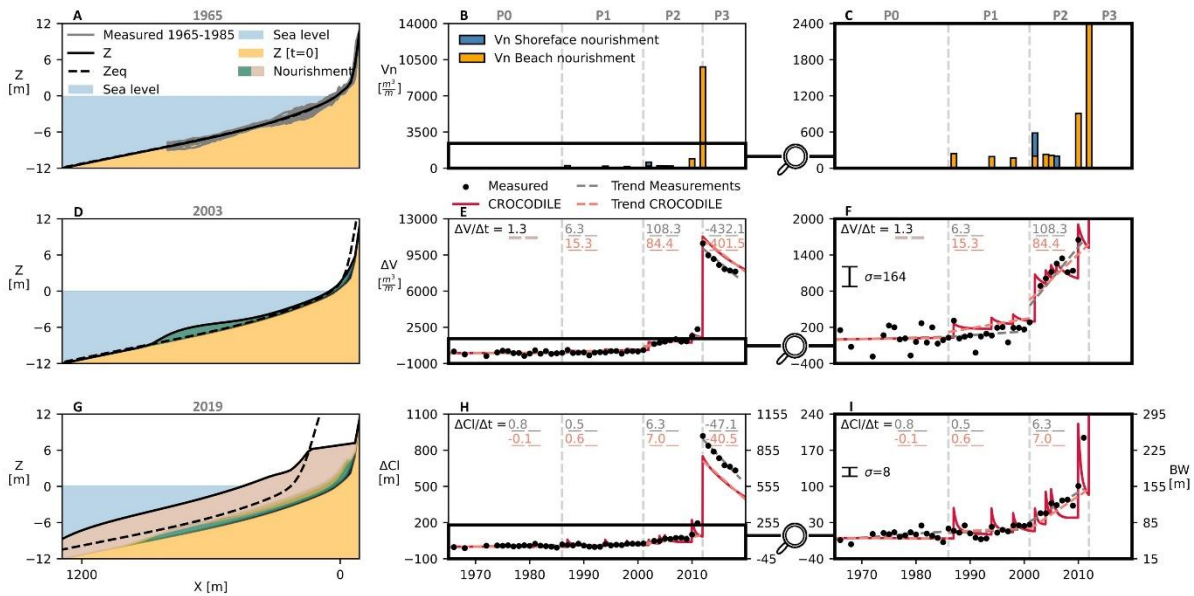 A 1965
12
6
0
−6
−12
Z
[m]
Measured 1965-1985
Z
Zeq
Sea level
Sea level
Z [t=0]
Nourishment
B P0 P1 P2 P3
14000
10500
7000
3500
0
Vn
[m³/m]
Vn Shoreface nourishment
Vn Beach nourishment
C P0 P1 P2 P3
2400
1800
1200
600
0
Measured
CROCODILE
Trend Measurements
Trend CROCODILE
D 2003
12
6
0
−6
−12
Z
[m]
E
13000
9500
6000
2500
−1000
ΔV
[m³/m]
ΔV/Δt = 1.3 6.3 108.3 -432.1
15.3 84.4 -401.5
F
2000
1400
800
200
−400
ΔV/Δt = 1.3 6.3 108.3
15.3 84.4
σ=164
G 2019
12
6
0
−6
−12
Z
[m]
1200 0
X [m]
H
1100
800
500
200
−100
ΔCl
[m]
ΔCl/Δt = 0.8 0.5 6.3 -47.1
-0.1 0.6 7.0 -40.5
1155
855
555
255
-45
1970 1980 1990 2000 2010
I
240
170
100
30
−40
ΔCl/Δt = 0.8 0.5 6.3
-0.1 0.6 7.0
σ=8
295
225
155
85
15
BW
[m]
1970 1980 1990 2000 2010